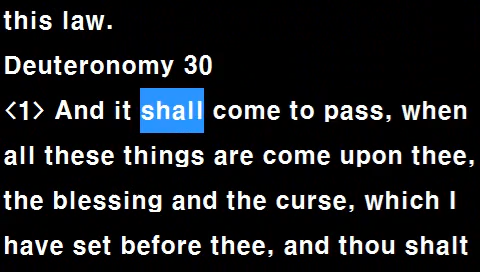 this law.
Deuteronomy 30
<1> And it shall come to pass, when
all these things are come upon thee,
the blessing and the curse, which I
have set before thee, and thou shalt